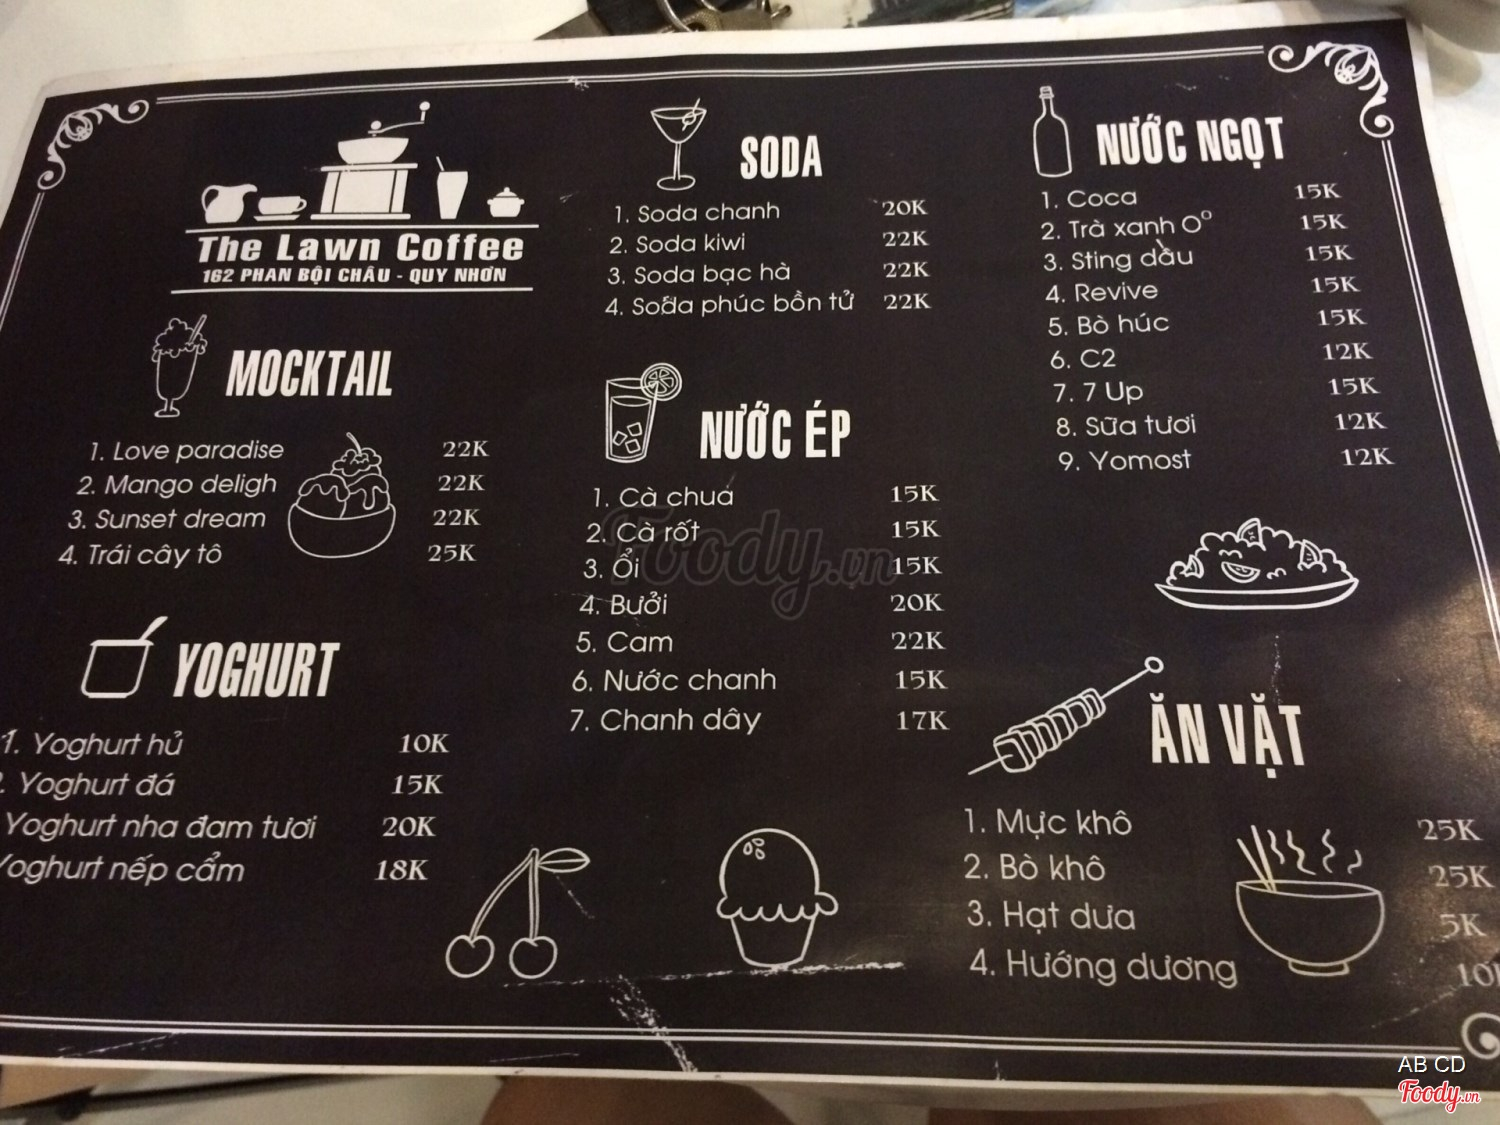 The Lawn Coffee
162 PHAN BỘI CHÂU - QUY NHƠN
MOCKTAIL
1. Love paradise 22K
2. Mango deligh 22K
3. Sunset dream 22K
4. Trái cây tô 25K
YOGHURT
1. Yoghurt hủ 10K
. Yoghurt đá 15K
Yoghurt nha đam tươi 20K
Yoghurt nếp cẩm 18K
SODA
1. Soda chanh 20K
2. Soda kiwi 22K
3. Soda bạc hà 22K
4. Soda phúc bồn tử 22K
NƯỚC ÉP
1. Cà chua 15K
2. Cà rốt 15K
3. Ổi 15K
4. Bưởi 20K
5. Cam 22K
6. Nước chanh 15K
7. Chanh dây 17K
NƯỚC NGỌT
1. Coca 15K
2. Trà xanh O° 15K
3. Sting dầu 15K
4. Revive 15K
5. Bò húc 15K
6. C2 12K
7. 7 Up 15K
8. Sữa tươi 12K
9. Yomost 12K
ĂN VẶT
1. Mực khô 25K
2. Bò khô 25K
3. Hạt dưa 5K
4. Hướng dương 10K
Foody.vn
AB CD
Foody.vn